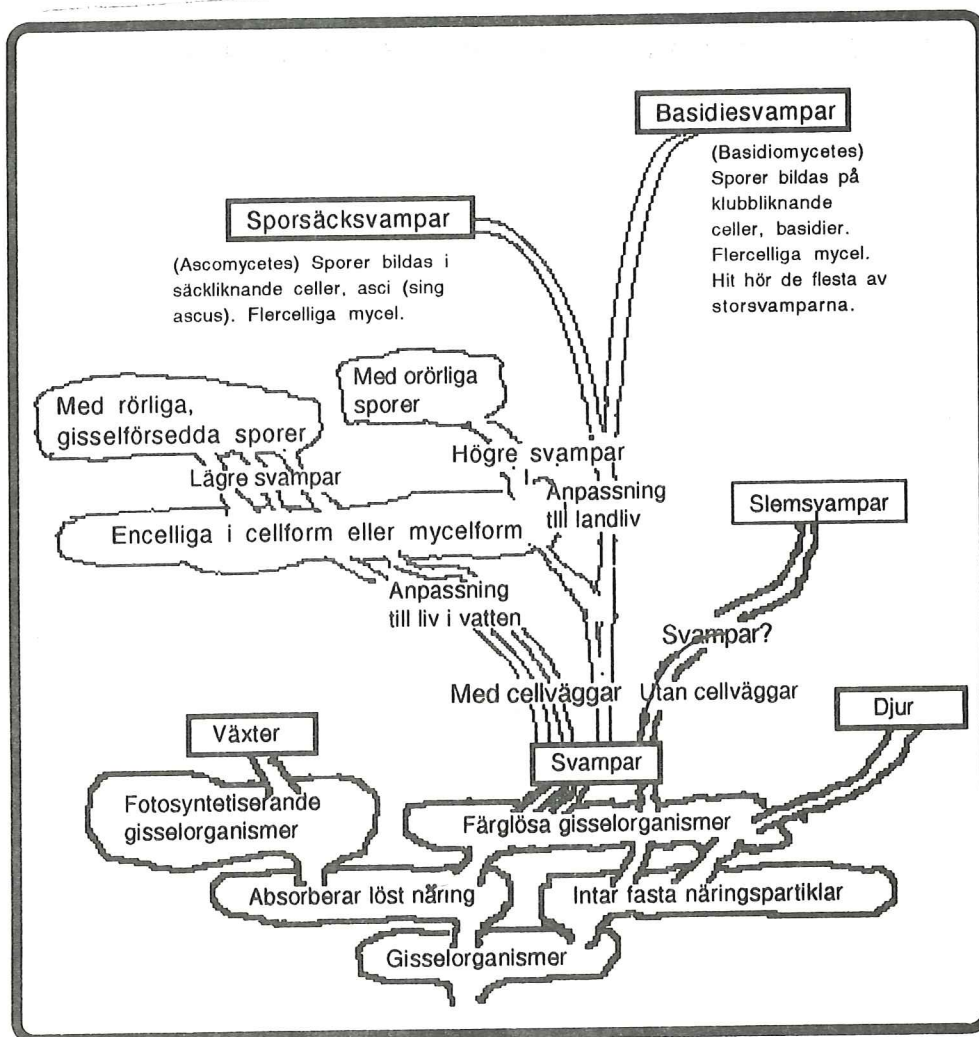 Basidiesvampar
(Basidiomycetes)
Sporer bildas på
klubbliknande
celler, basidier.
Flercelliga mycel.
Hit hör de flesta av
storsvamparna.
Sporsäcksvampar
(Ascomycetes) Sporer bildas i
säckliknande celler, asci (sing
ascus). Flercelliga mycel.
Med orörliga
sporer
Med rörliga,
gisselförsedda sporer
Högre svampar
Lägre svampar
Anpassning
till landliv
Slemsvampar
Encelliga i cellform eller mycelform
Anpassning
till liv i vatten
Svampar?
Med cellväggar
Utan cellväggar
Djur
Växter
Svampar
Fotosyntetiserande
gisselorganismer
Färglösa gisselorganismer
Absorberar löst näring
Intar fasta näringspartiklar
Gisselorganismer